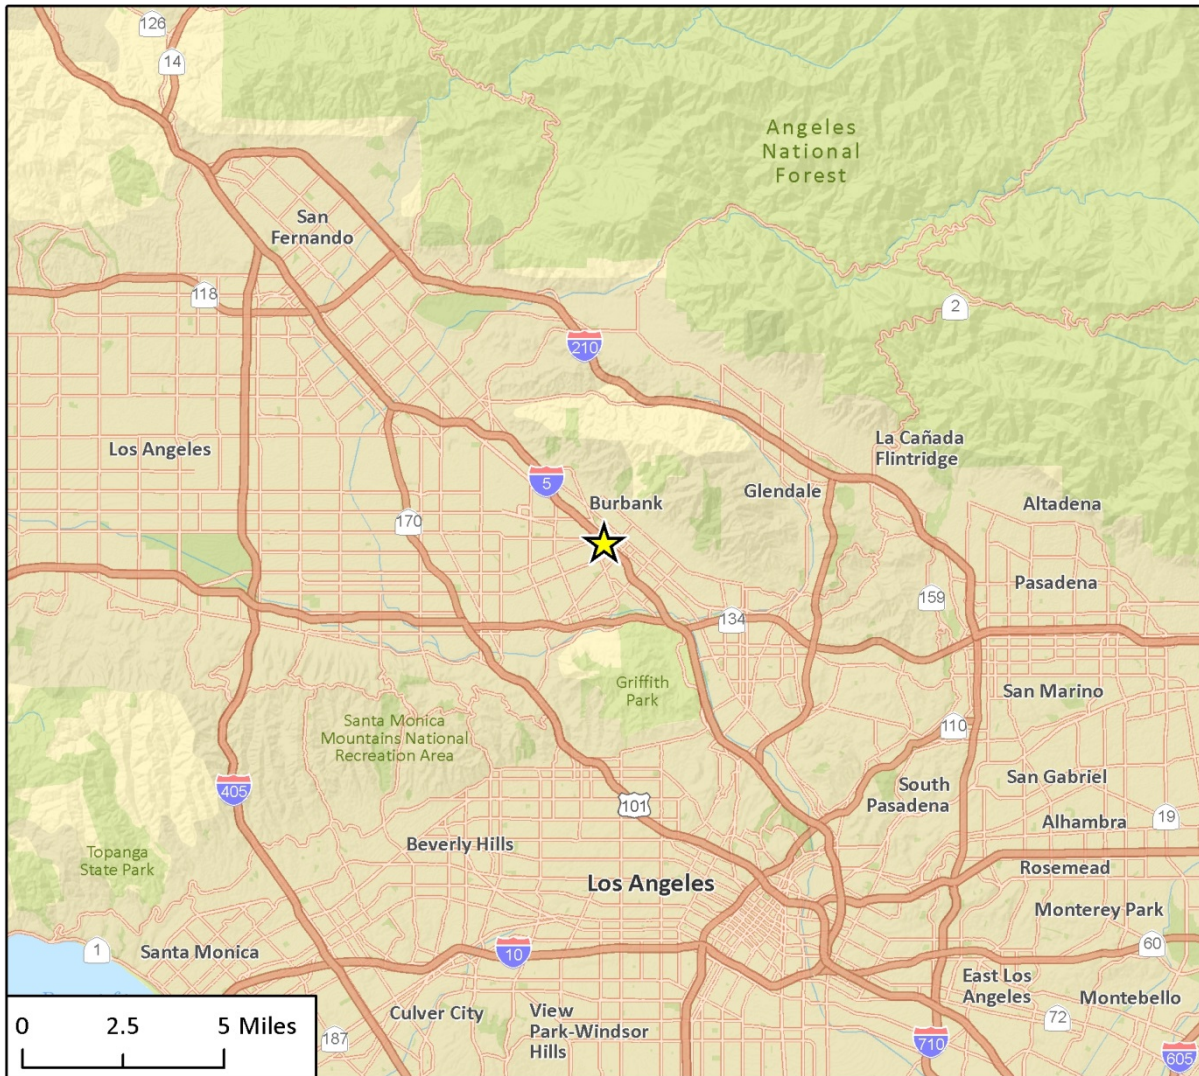 126
14
Angeles
National
Forest
San
Fernando
118
2
210
Los Angeles
La Cañada
Flintridge
5
Burbank
Glendale
Altadena
170
Pasadena
159
134
San Marino
Griffith
Park
Santa Monica
Mountains National
Recreation Area
110
South
Pasadena
San Gabriel
405
101
19
Alhambra
Beverly Hills
Topanga
State Park
Rosemead
Los Angeles
Monterey Park
1
Santa Monica
10
60
East Los
Angeles
Montebello
Culver City
View
Park-Windsor
Hills
72
187
710
605
0 2.5 5 Miles